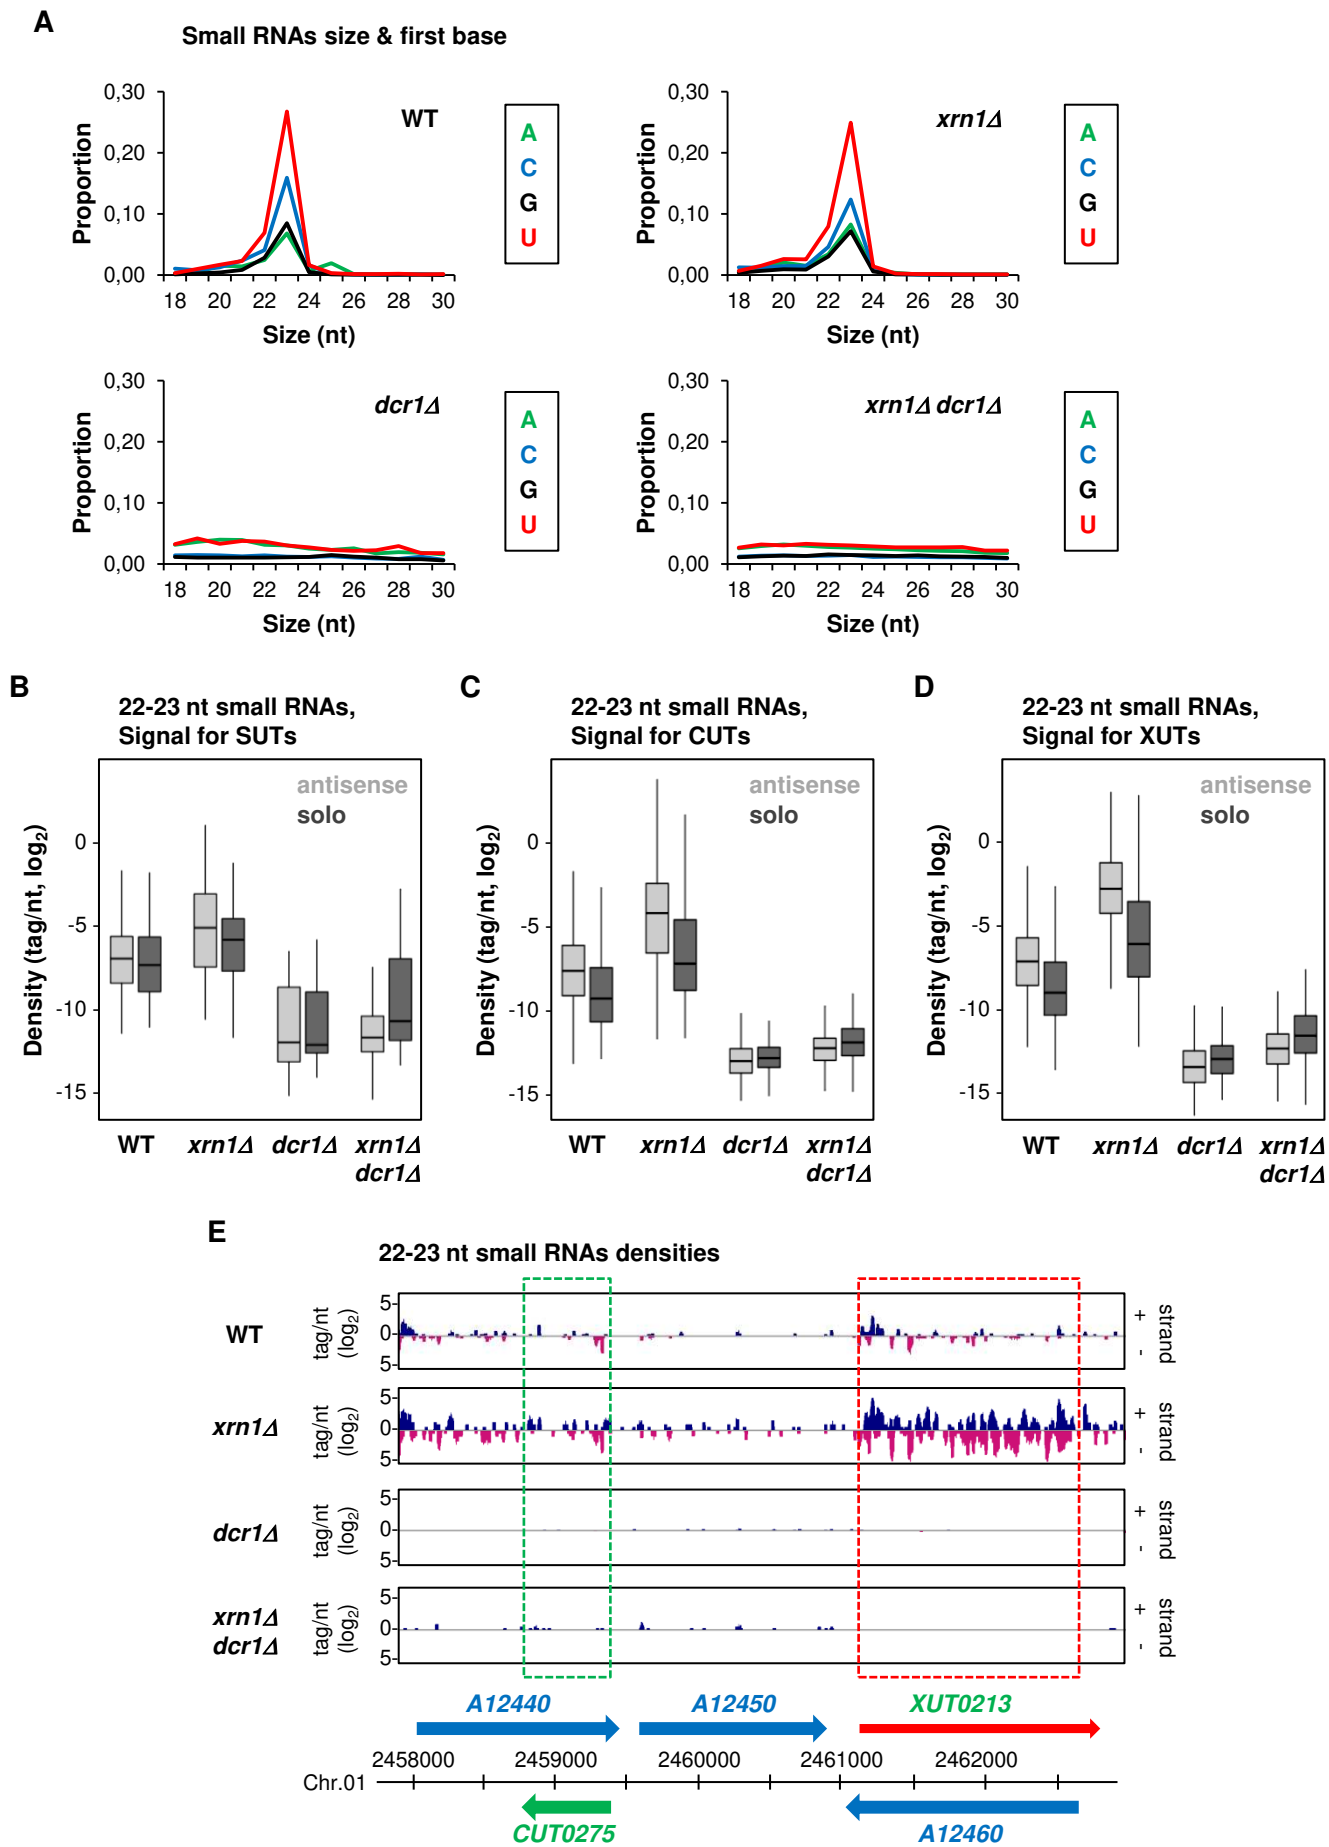 A
Small RNAs size & first base
0,30
0,20
0,10
0,00
Proportion
WT
A
C
G
U
18 20 22 24 26 28 30
Size (nt)
0,30
0,20
0,10
0,00
Proportion
xrn1Δ
A
C
G
U
18 20 22 24 26 28 30
Size (nt)
0,30
0,20
0,10
0,00
Proportion
dcr1Δ
A
C
G
U
18 20 22 24 26 28 30
Size (nt)
0,30
0,20
0,10
0,00
Proportion
xrn1Δ dcr1Δ
A
C
G
U
18 20 22 24 26 28 30
Size (nt)
B
22-23 nt small RNAs,
Signal for SUTs
antisense
solo
Density (tag/nt, log2)
0
-5
-10
-15
WT xrn1Δ dcr1Δ xrn1Δ
dcr1Δ
C
22-23 nt small RNAs,
Signal for CUTs
antisense
solo
Density (tag/nt, log2)
0
-5
-10
-15
WT xrn1Δ dcr1Δ xrn1Δ
dcr1Δ
D
22-23 nt small RNAs,
Signal for XUTs
antisense
solo
Density (tag/nt, log2)
0
-5
-10
-15
WT xrn1Δ dcr1Δ xrn1Δ
dcr1Δ
E
22-23 nt small RNAs densities
WT
tag/nt
(log2)
5
0
5
+
-
strand
xrn1Δ
tag/nt
(log2)
5
0
5
+
-
strand
dcr1Δ
tag/nt
(log2)
5
0
5
+
-
strand
xrn1Δ
dcr1Δ
tag/nt
(log2)
5
0
5
+
-
strand
A12440 A12450 XUT0213
2458000 2459000 2460000 2461000 2462000
Chr.01
CUT0275 A12460